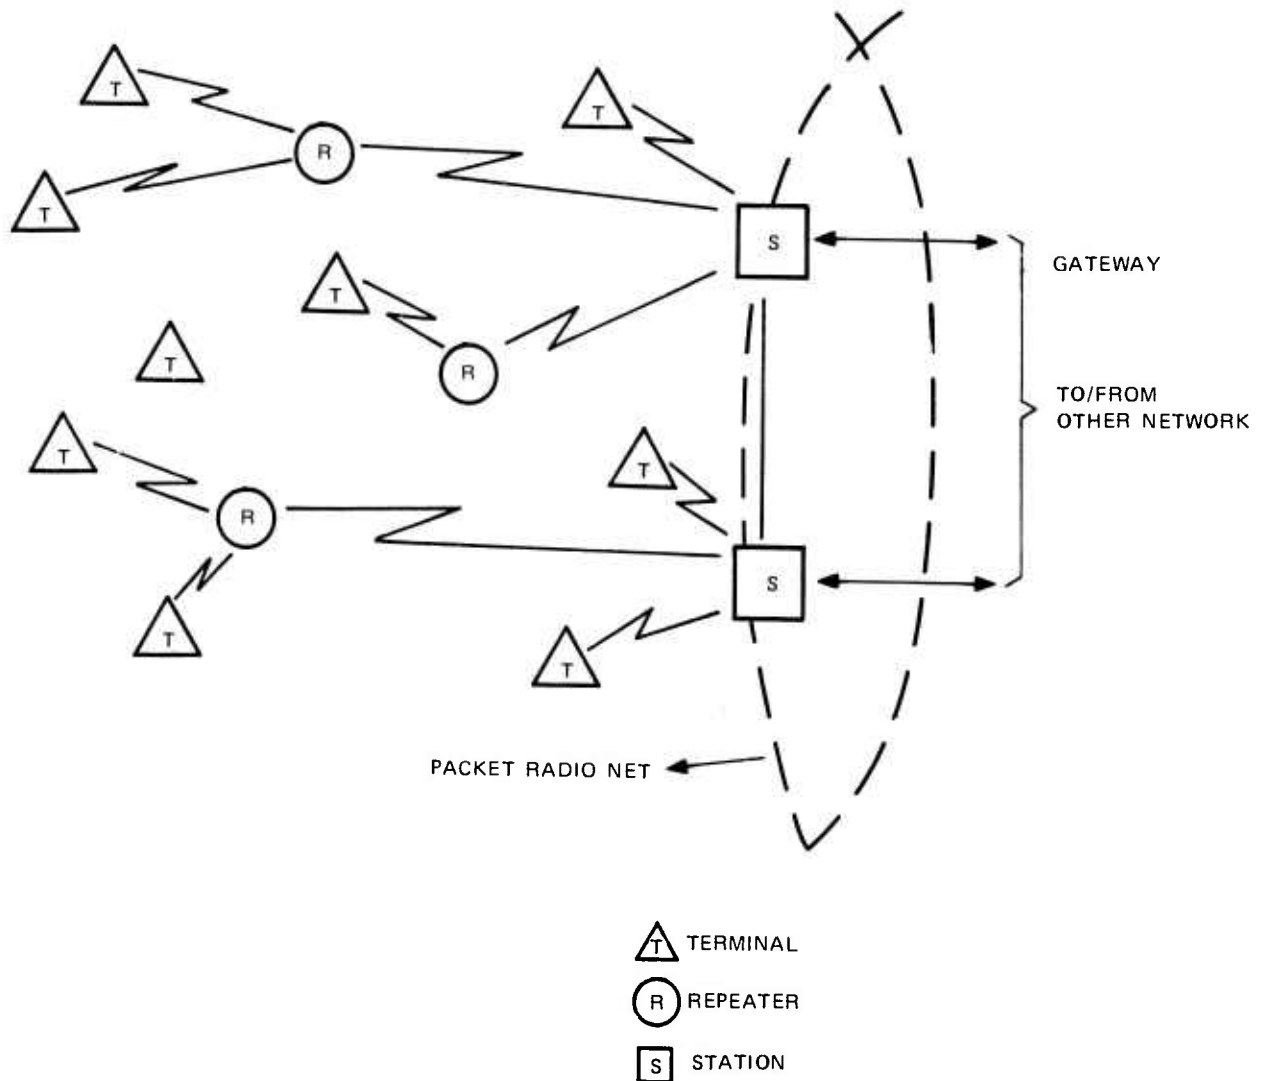 T
T
R
T
S
GATEWAY
T
R
T
TO/FROM
OTHER NETWORK
T
T
R
S
T
T
PACKET RADIO NET
T TERMINAL
R REPEATER
S STATION